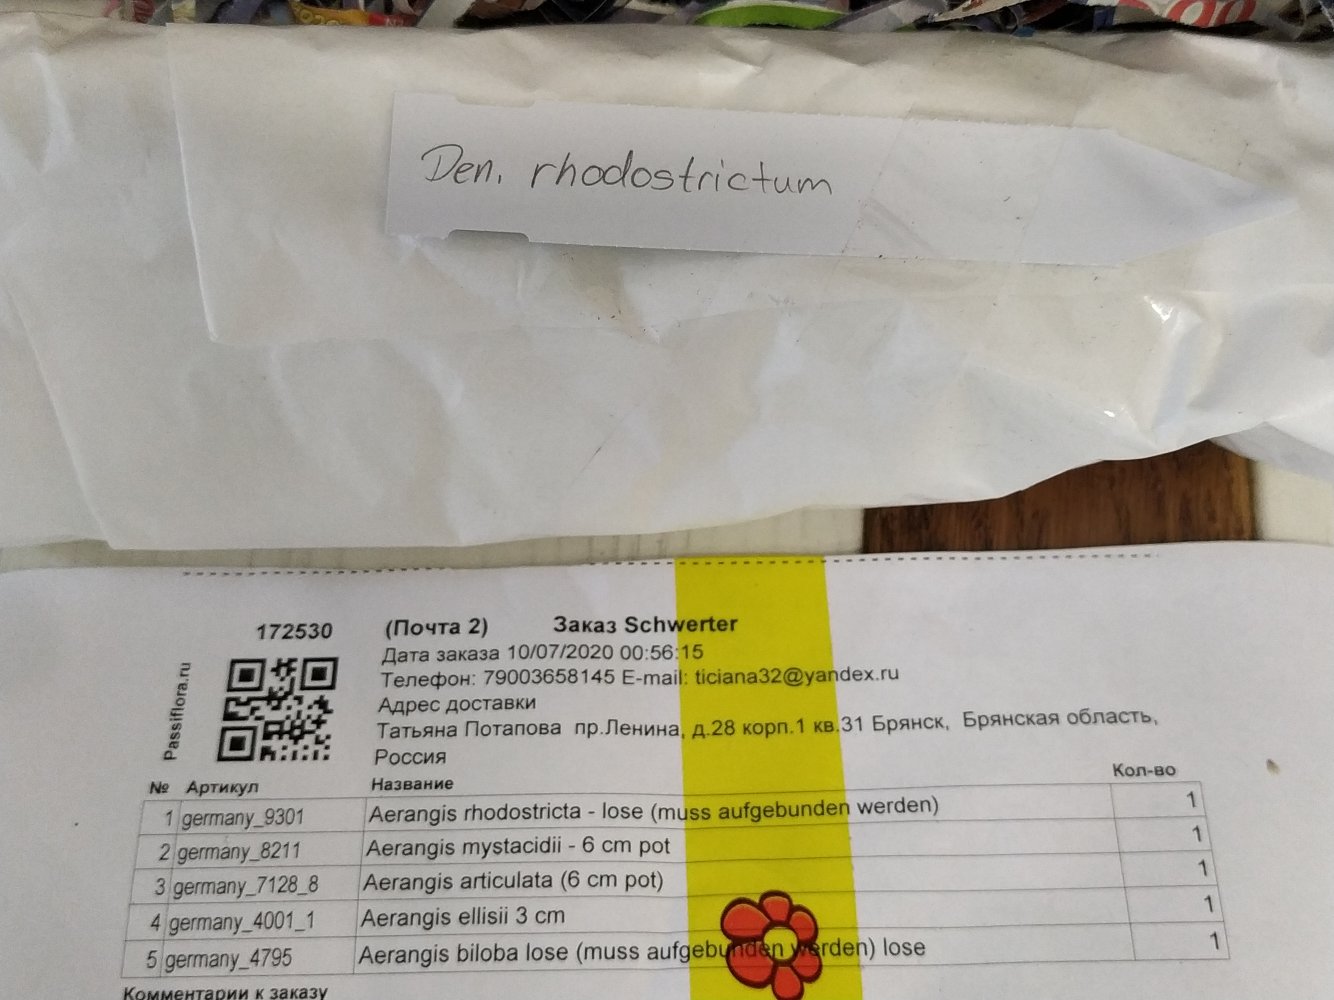 Den. rhodostrictum
172530 (Почта 2) Заказ Schwerter
Дата заказа 10/07/2020 00:56:15
Телефон: 79003658145 E-mail: ticiana32@yandex.ru
Адрес доставки
Татьяна Потапова пр.Ленина, д.28 корп.1 кв.31 Брянск, Брянская область,
Россия
Passiflora.ru
№ Артикул Название Кол-во
1 germany_9301 Aerangis rhodostricta - lose (muss aufgebunden werden) 1
2 germany_8211 Aerangis mystacidii - 6 cm pot 1
3 germany_7128_8 Aerangis articulata (6 cm pot) 1
4 germany_4001_1 Aerangis ellisii 3 cm 1
5 germany_4795 Aerangis biloba lose (muss aufgebunden werden) lose 1
Комментарии к заказу